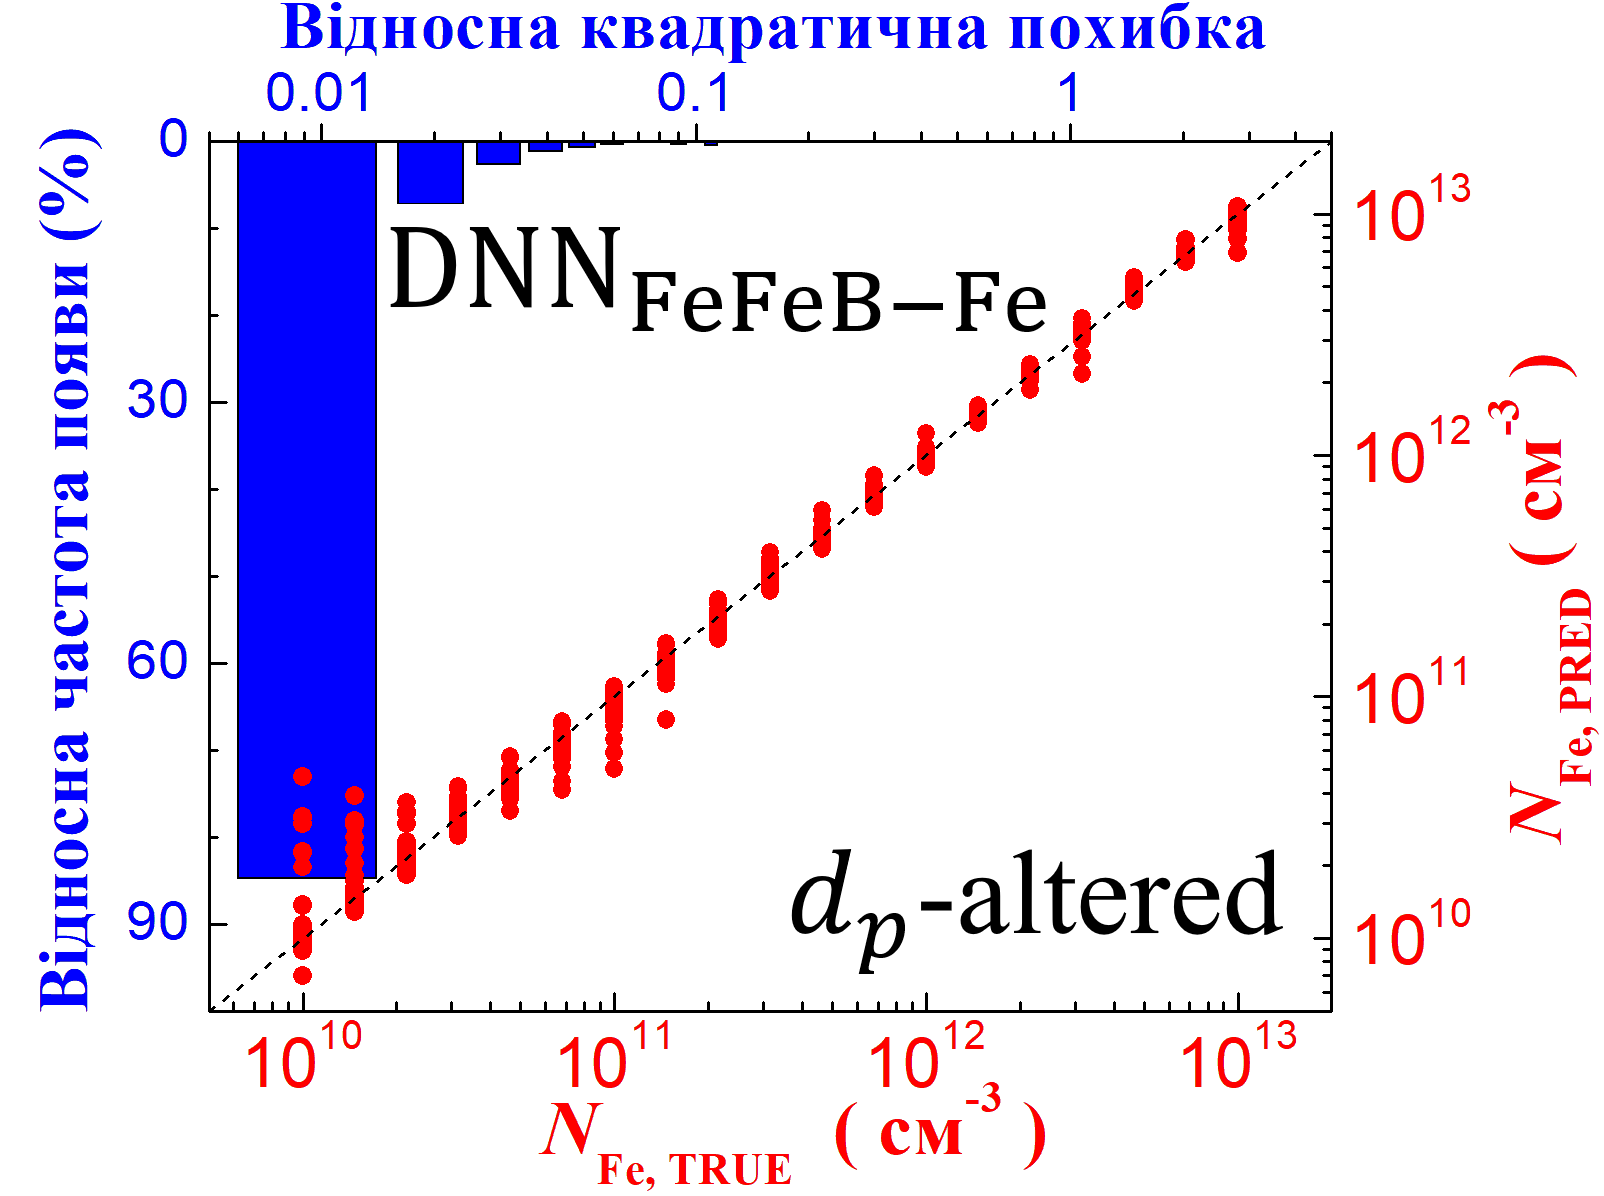 Відносна квадратична похибка
0.01 0.1 1
Відносна частота появи (%)
0
30
60
90
DNN_FeFeB−Fe
d_p-altered
10^13
10^12
10^11
10^10
N_Fe, PRED ( см^-3 )
10^10 10^11 10^12 10^13
N_Fe, TRUE ( см^-3 )